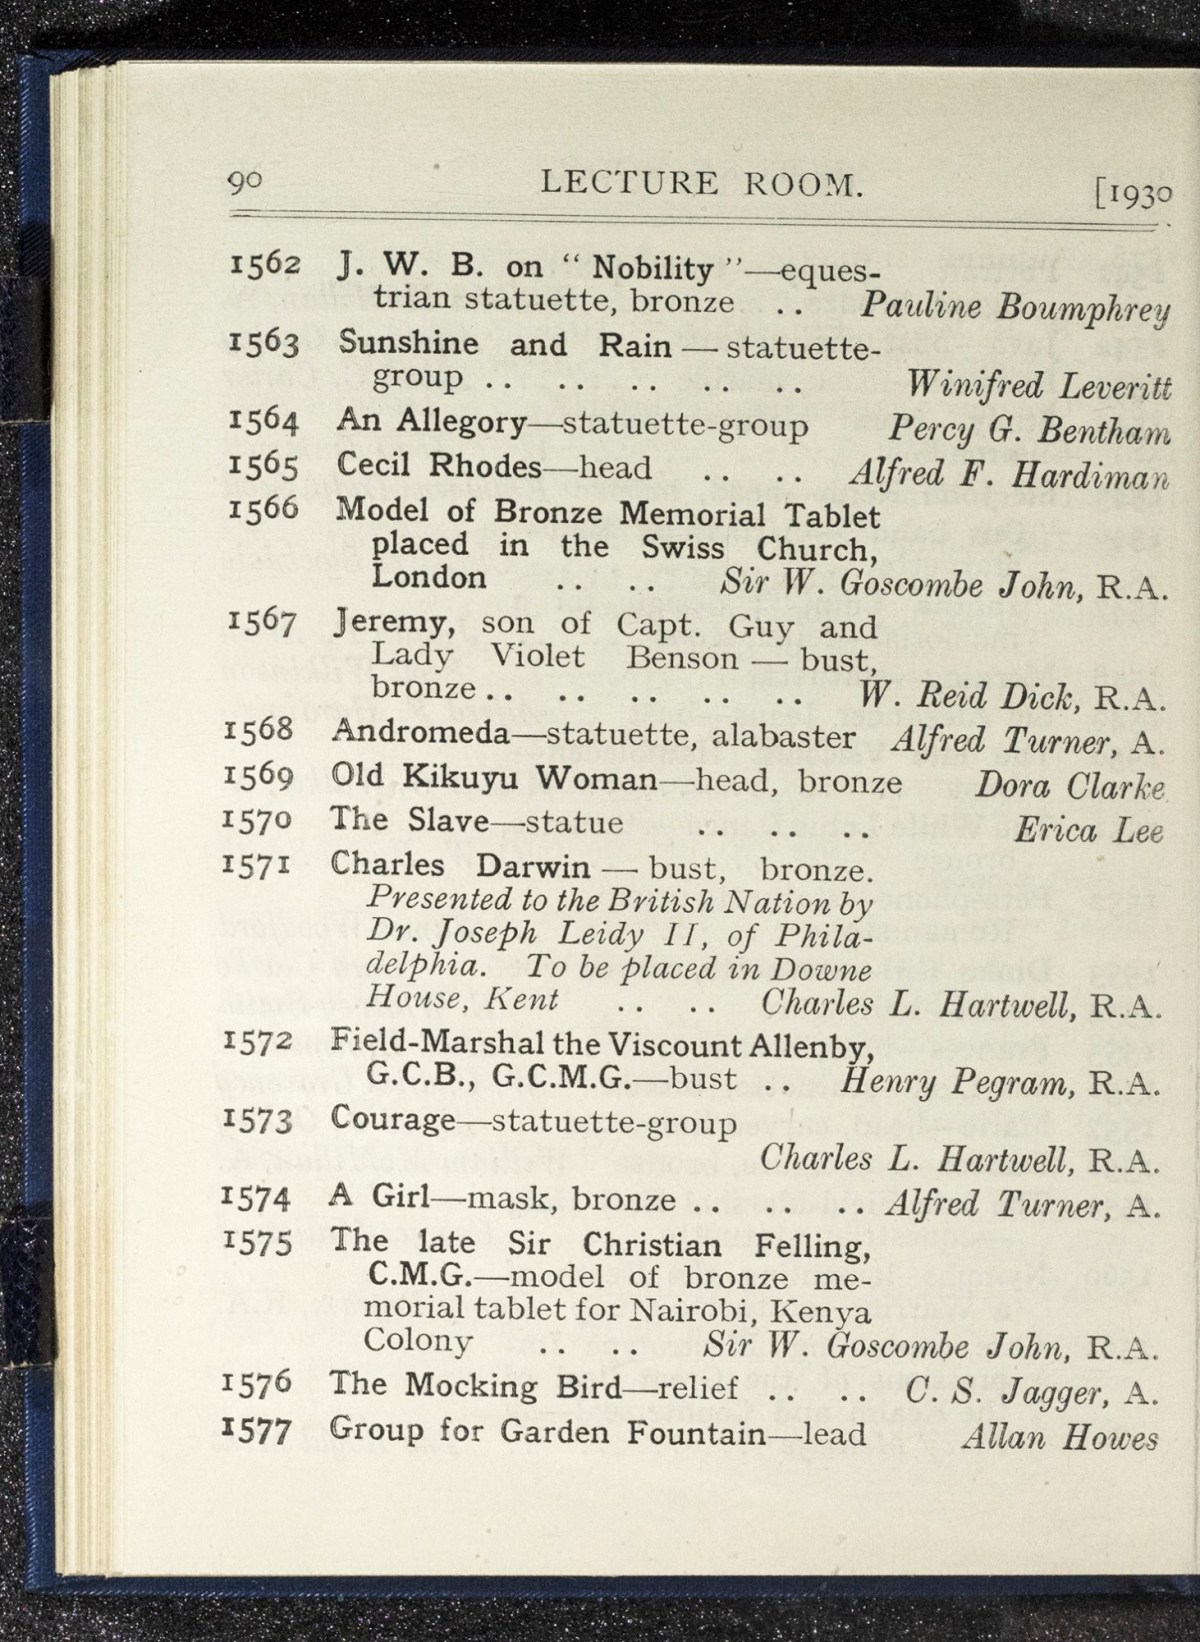 90 LECTURE ROOM. [1930
1562 J. W. B. on “ Nobility ”—eques-
trian statuette, bronze .. Pauline Boumphrey
1563 Sunshine and Rain — statuette-
group .. .. .. .. .. Winifred Leveritt
1564 An Allegory—statuette-group Percy G. Bentham
1565 Cecil Rhodes—head .. .. Alfred F. Hardiman
1566 Model of Bronze Memorial Tablet
placed in the Swiss Church,
London .. .. Sir W. Goscombe John, R.A.
1567 Jeremy, son of Capt. Guy and
Lady Violet Benson — bust,
bronze .. .. .. .. .. W. Reid Dick, R.A.
1568 Andromeda—statuette, alabaster Alfred Turner, A.
1569 Old Kikuyu Woman—head, bronze Dora Clarke
1570 The Slave—statue .. .. .. Erica Lee
1571 Charles Darwin — bust, bronze.
Presented to the British Nation by
Dr. Joseph Leidy II, of Phila-
delphia. To be placed in Downe
House, Kent .. .. Charles L. Hartwell, R.A.
1572 Field-Marshal the Viscount Allenby,
G.C.B., G.C.M.G.—bust .. Henry Pegram, R.A.
1573 Courage—statuette-group
Charles L. Hartwell, R.A.
1574 A Girl—mask, bronze .. .. .. Alfred Turner, A.
1575 The late Sir Christian Felling,
C.M.G.—model of bronze me-
morial tablet for Nairobi, Kenya
Colony .. .. Sir W. Goscombe John, R.A.
1576 The Mocking Bird—relief .. .. C. S. Jagger, A.
1577 Group for Garden Fountain—lead Allan Howes